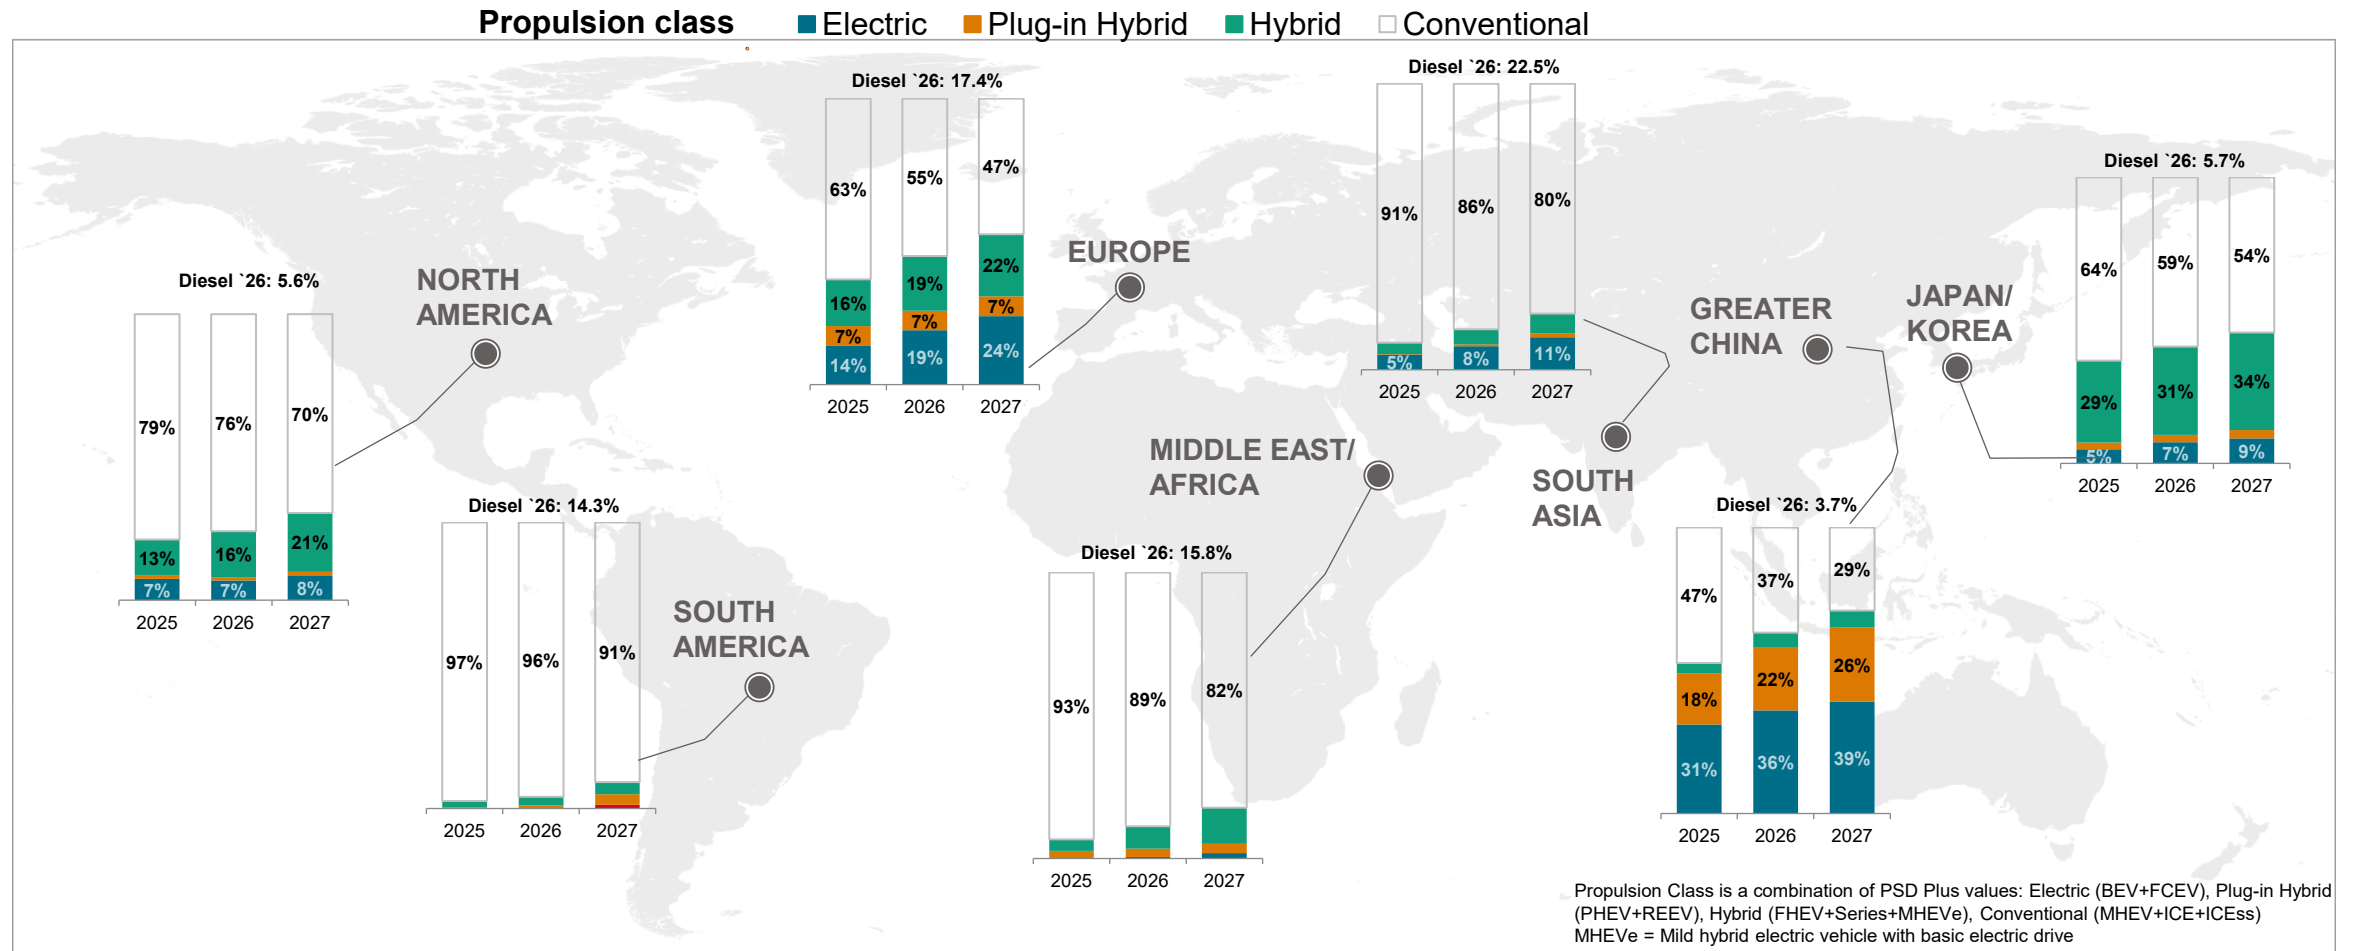 Propulsion class Electric Plug-in Hybrid Hybrid Conventional
Diesel `26: 5.6%
79% 76% 70%
13% 16% 21%
7% 7% 8%
2025 2026 2027
NORTH
AMERICA
Diesel `26: 14.3%
97% 96% 91%
2025 2026 2027
SOUTH
AMERICA
Diesel `26: 17.4%
63% 55% 47%
16% 19% 22%
7% 7% 7%
14% 19% 24%
2025 2026 2027
EUROPE
Diesel `26: 15.8%
93% 89% 82%
2025 2026 2027
MIDDLE EAST/
AFRICA
Diesel `26: 22.5%
91% 86% 80%
5% 8% 11%
2025 2026 2027
SOUTH
ASIA
Diesel `26: 3.7%
47% 37% 29%
18% 22% 26%
31% 36% 39%
2025 2026 2027
GREATER
CHINA
Diesel `26: 5.7%
64% 59% 54%
29% 31% 34%
5% 7% 9%
2025 2026 2027
JAPAN/
KOREA
Propulsion Class is a combination of PSD Plus values: Electric (BEV+FCEV), Plug-in Hybrid
(PHEV+REEV), Hybrid (FHEV+Series+MHEVe), Conventional (MHEV+ICE+ICEss)
MHEVe = Mild hybrid electric vehicle with basic electric drive